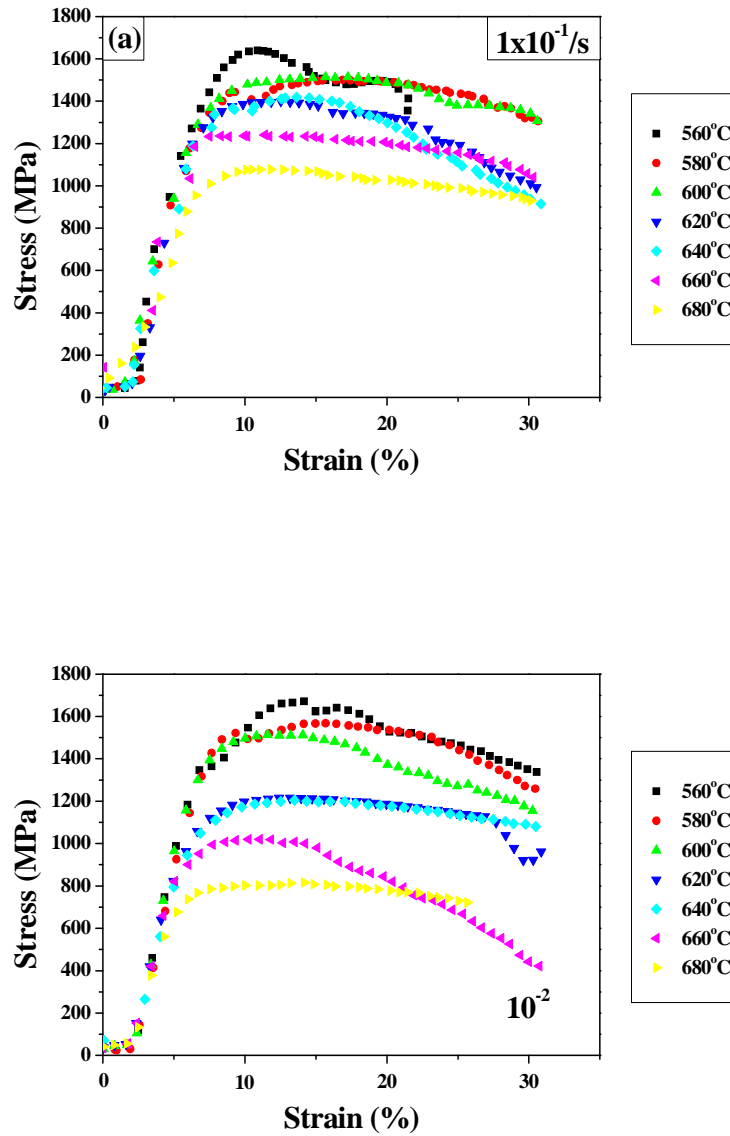 (a)
1x10⁻¹/s
1800
1600
1400
1200
1000
800
600
400
200
0
Stress (MPa)
0
10
20
30
Strain (%)
560°C
580°C
600°C
620°C
640°C
660°C
680°C
1800
1600
1400
1200
1000
800
600
400
200
0
Stress (MPa)
10⁻²
0
10
20
30
Strain (%)
560°C
580°C
600°C
620°C
640°C
660°C
680°C